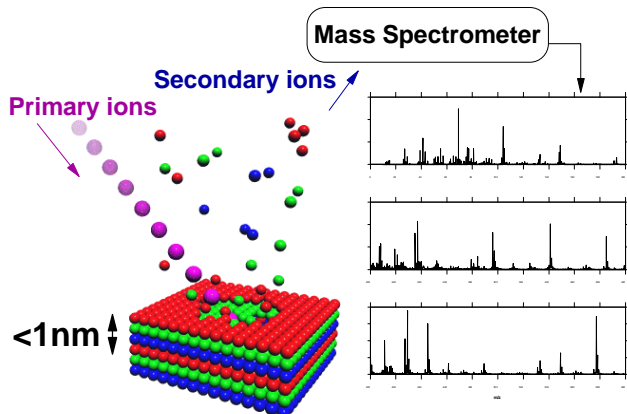 Mass Spectrometer
Secondary ions
Primary ions
<1nm
m/z